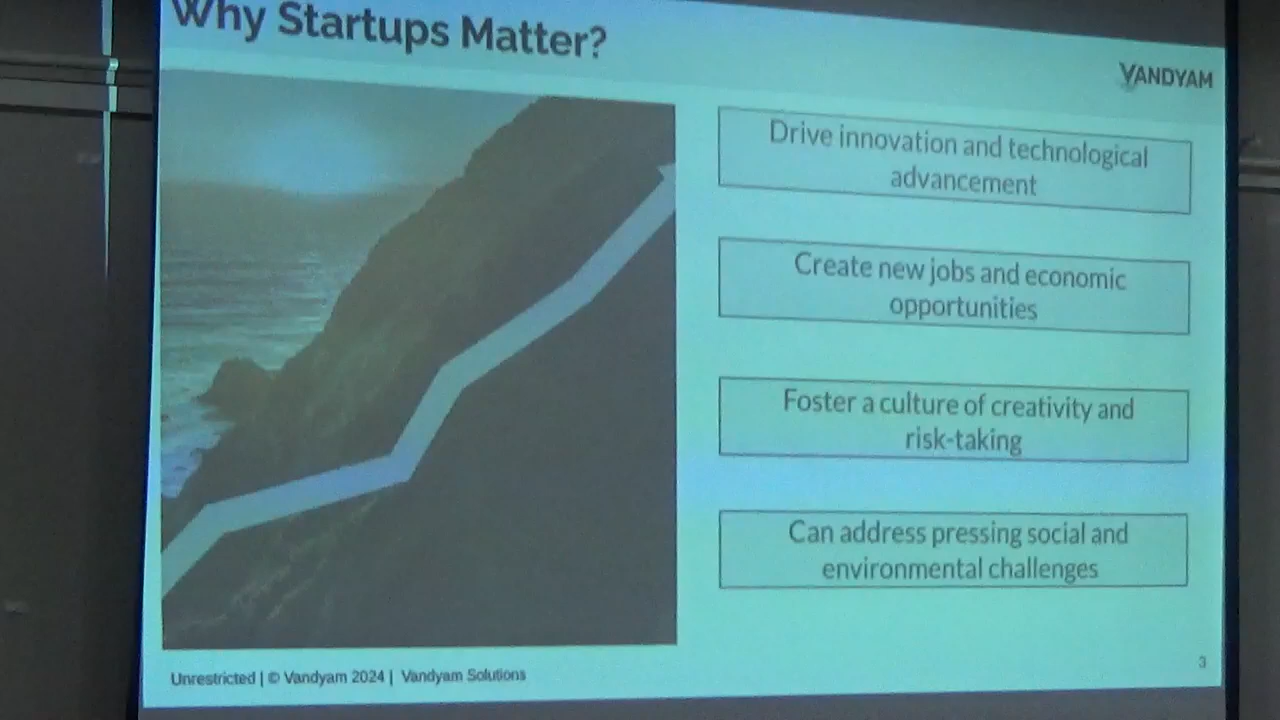 Why Startups Matter?
VANDYAM
Drive innovation and technological
advancement
Create new jobs and economic
opportunities
Foster a culture of creativity and
risk-taking
Can address pressing social and
environmental challenges
Unrestricted | © Vandyam 2024 | Vandyam Solutions
3